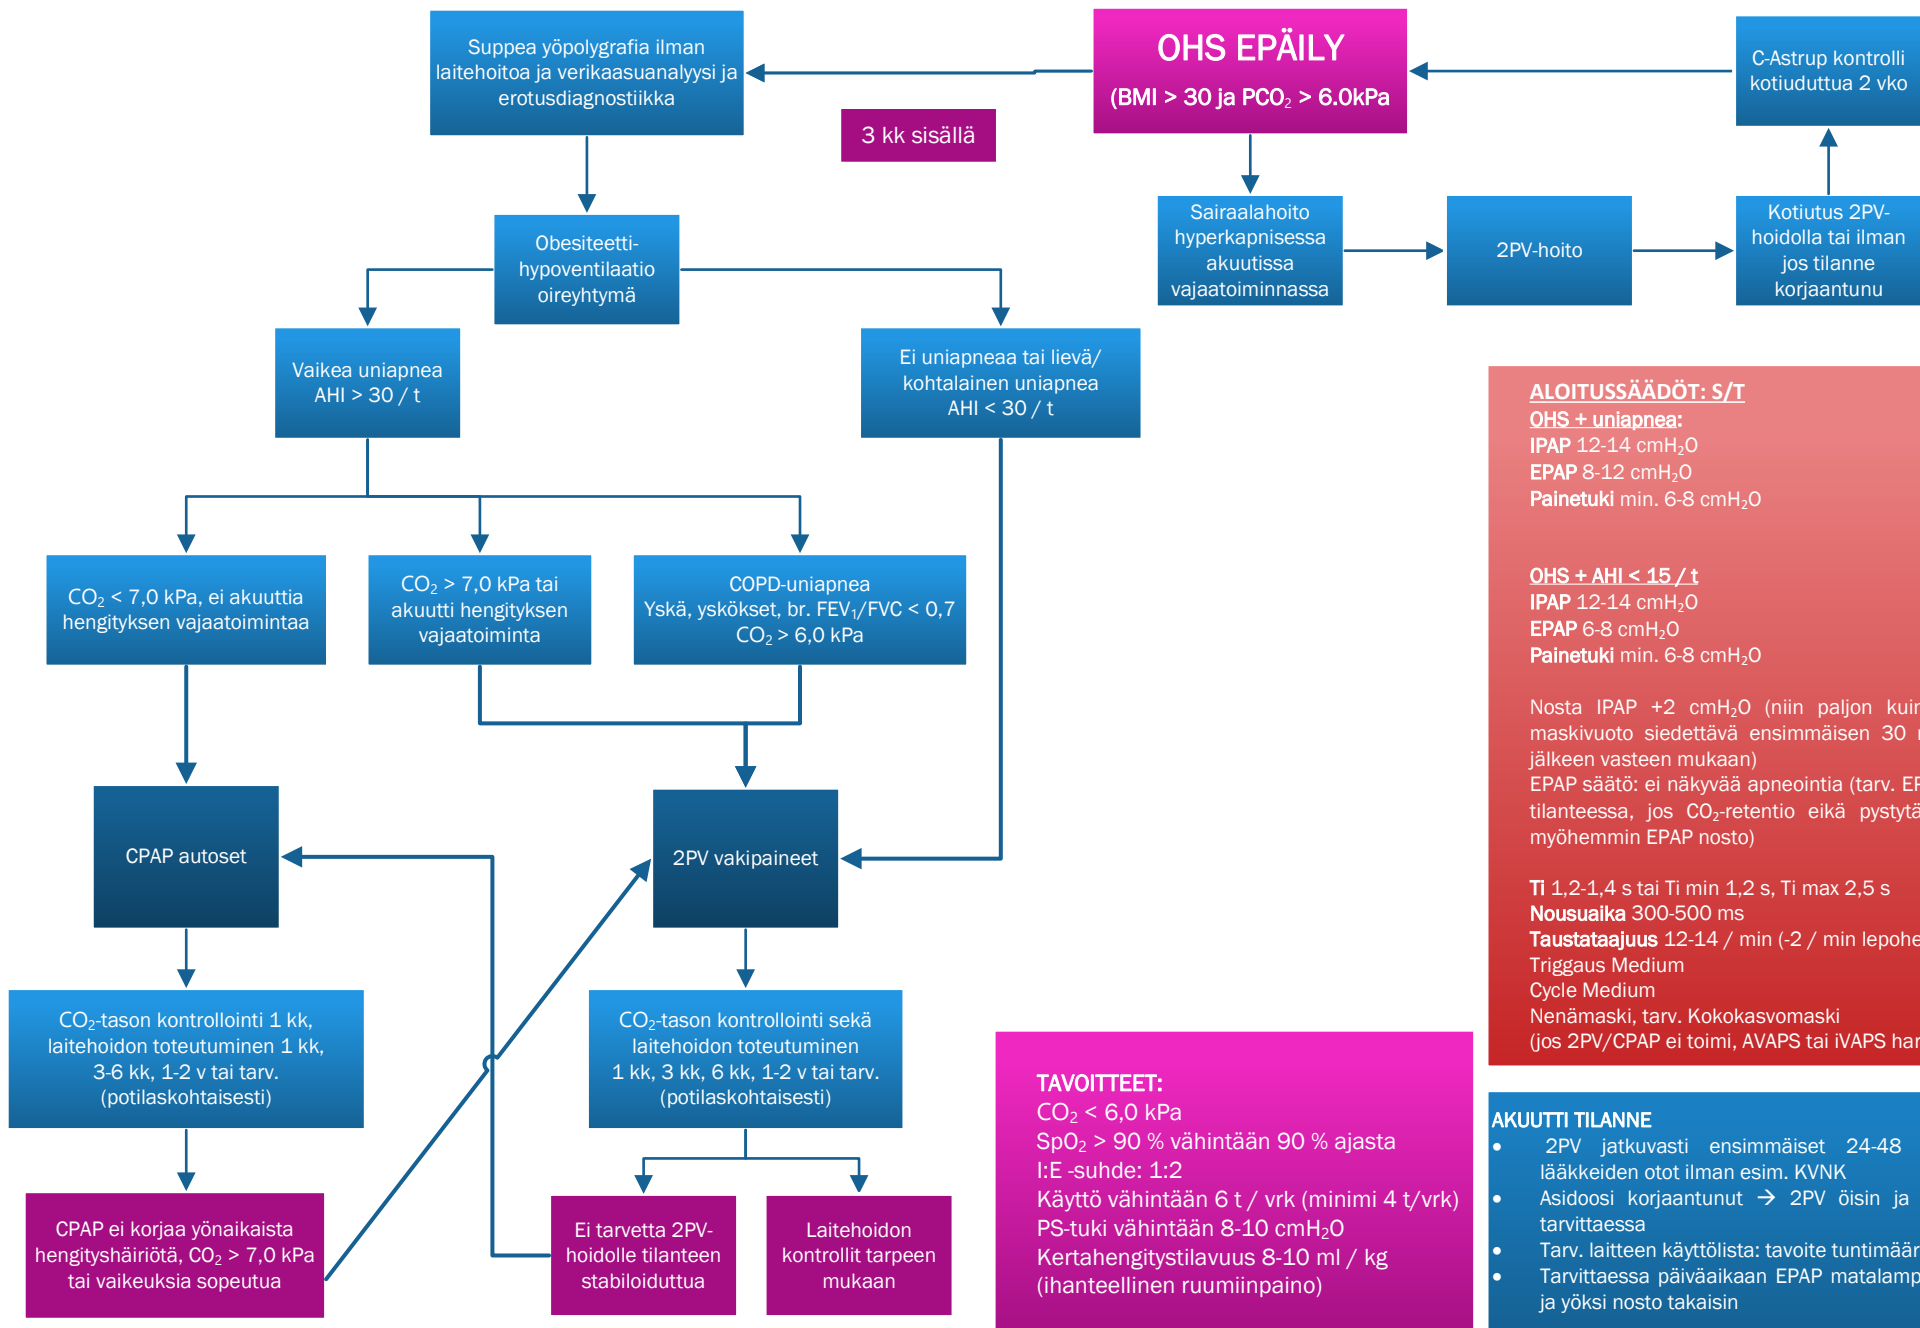 Suppea yöpolygrafia ilman
laitehoitoa ja verikaasuanalyysi ja
erotusdiagnostiikka
OHS EPÄILY
(BMI > 30 ja PCO₂ > 6.0kPa
C-Astrup kontrolli
kotiuduttua 2 vko
3 kk sisällä
Obesiteetti-
hypoventilaatio
oireyhtymä
Sairaalahoito
hyperkapnisessa
akuutissa
vajaatoiminnassa
2PV-hoito
Kotiutus 2PV-
hoidolla tai ilman
jos tilanne
korjaantunu
Vaikea uniapnea
AHI > 30 / t
Ei uniapneaa tai lievä/
kohtalainen uniapnea
AHI < 30 / t
CO₂ < 7,0 kPa, ei akuuttia
hengityksen vajaatoimintaa
CO₂ > 7,0 kPa tai
akuutti hengityksen
vajaatoiminta
COPD-uniapnea
Yskä, yskökset, br. FEV₁/FVC < 0,7
CO₂ > 6,0 kPa
CPAP autoset
2PV vakipaineet
CO₂-tason kontrollointi 1 kk,
laitehoidon toteutuminen 1 kk,
3-6 kk, 1-2 v tai tarv.
(potilaskohtaisesti)
CO₂-tason kontrollointi sekä
laitehoidon toteutuminen
1 kk, 3 kk, 6 kk, 1-2 v tai tarv.
(potilaskohtaisesti)
CPAP ei korjaa yönaikaista
hengityshäiriötä, CO₂ > 7,0 kPa
tai vaikeuksia sopeutua
Ei tarvetta 2PV-
hoidolle tilanteen
stabiloiduttua
Laitehoidon
kontrollit tarpeen
mukaan
TAVOITTEET:
CO₂ < 6,0 kPa
SpO₂ > 90 % vähintään 90 % ajasta
I:E -suhde: 1:2
Käyttö vähintään 6 t / vrk (minimi 4 t/vrk)
PS-tuki vähintään 8-10 cmH₂O
Kertahengitystilavuus 8-10 ml / kg
(ihanteellinen ruumiinpaino)
ALOITUSSÄÄDÖT: S/T
OHS + uniapnea:
IPAP 12-14 cmH₂O
EPAP 8-12 cmH₂O
Painetuki min. 6-8 cmH₂O
OHS + AHI < 15 / t
IPAP 12-14 cmH₂O
EPAP 6-8 cmH₂O
Painetuki min. 6-8 cmH₂O
Nosta IPAP +2 cmH₂O (niin paljon kuin
maskivuoto siedettävä ensimmäisen 30
jälkeen vasteen mukaan)
EPAP säätö: ei näkyvää apneointia (tarv.
tilanteessa, jos CO₂-retentio eikä pystytä
myöhemmin EPAP nosto)
Ti 1,2-1,4 s tai Ti min 1,2 s, Ti max 2,5 s
Nousuaika 300-500 ms
Taustataajuus 12-14 / min (-2 / min
Triggaus Medium
Cycle Medium
Nenämaski, tarv. Kokokasvomaski
(jos 2PV/CPAP ei toimi, AVAPS tai iVAPS
AKUUTTI TILANNE
• 2PV jatkuvasti ensimmäiset 24-48
lääkkeiden otot ilman esim. KVNK
• Asidoosi korjaantunut → 2PV öisin ja
tarvittaessa
• Tarv. laitteen käyttölista: tavoite
• Tarvittaessa päiväaikaan EPAP
ja yöksi nosto takaisin